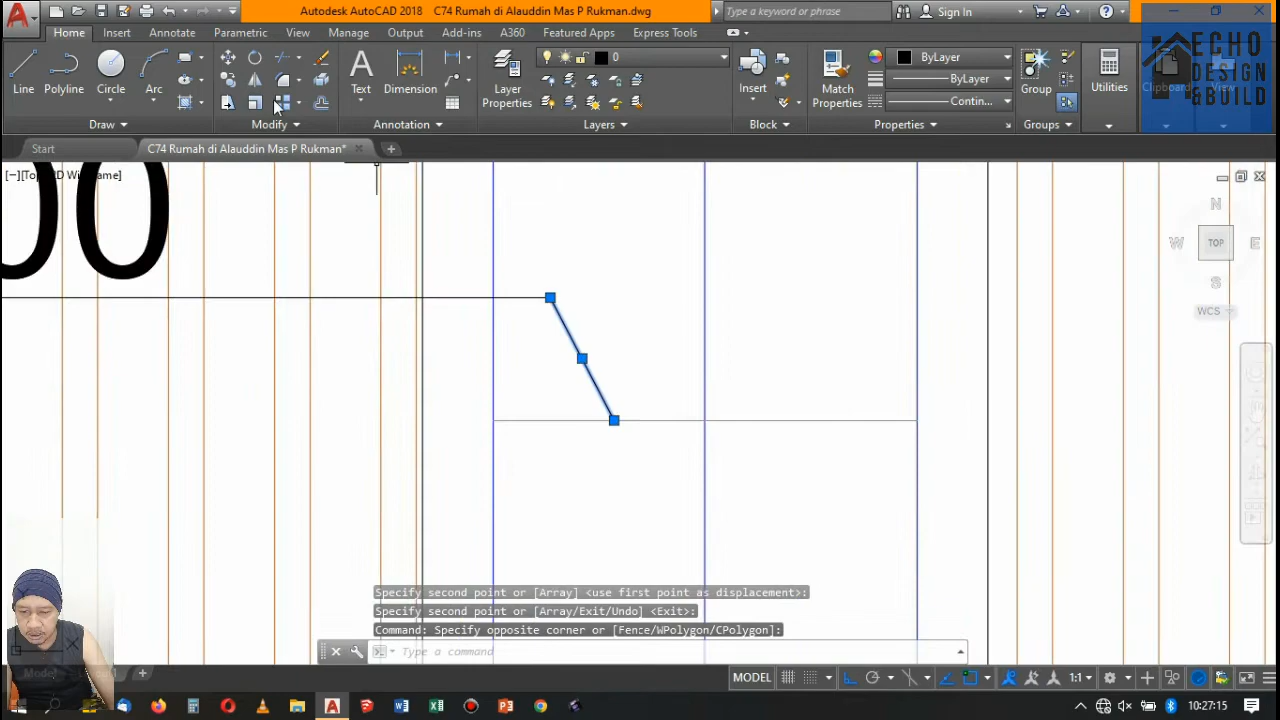 Autodesk AutoCAD 2018 C74 Rumah di Alauddin Mas P Rukman.dwg
Type a keyword or phrase
Sign In
Home Insert Annotate Parametric View Manage Output Add-ins A360 Featured Apps Express Tools
ECHO
DESIGN
&BUILD
0
ByLayer
ByLayer
Contin...
Line Polyline Circle Arc
Text Dimension
Layer
Properties
Insert
Match
Properties
Group
Utilities
Clipboard
View
Draw
Modify
Annotation
Layers
Block
Properties
Groups
Start
C74 Rumah di Alauddin Mas P Rukman*
00
N
W TOP E
S
WCS
Specify second point or [Array] <use first point as displacement>:
Specify second point or [Array/Exit/Undo] <Exit>:
Command: Specify opposite corner or [Fence/WPolygon/CPolygon]:
Type a command
Model
MODEL
1:1
10:27:15